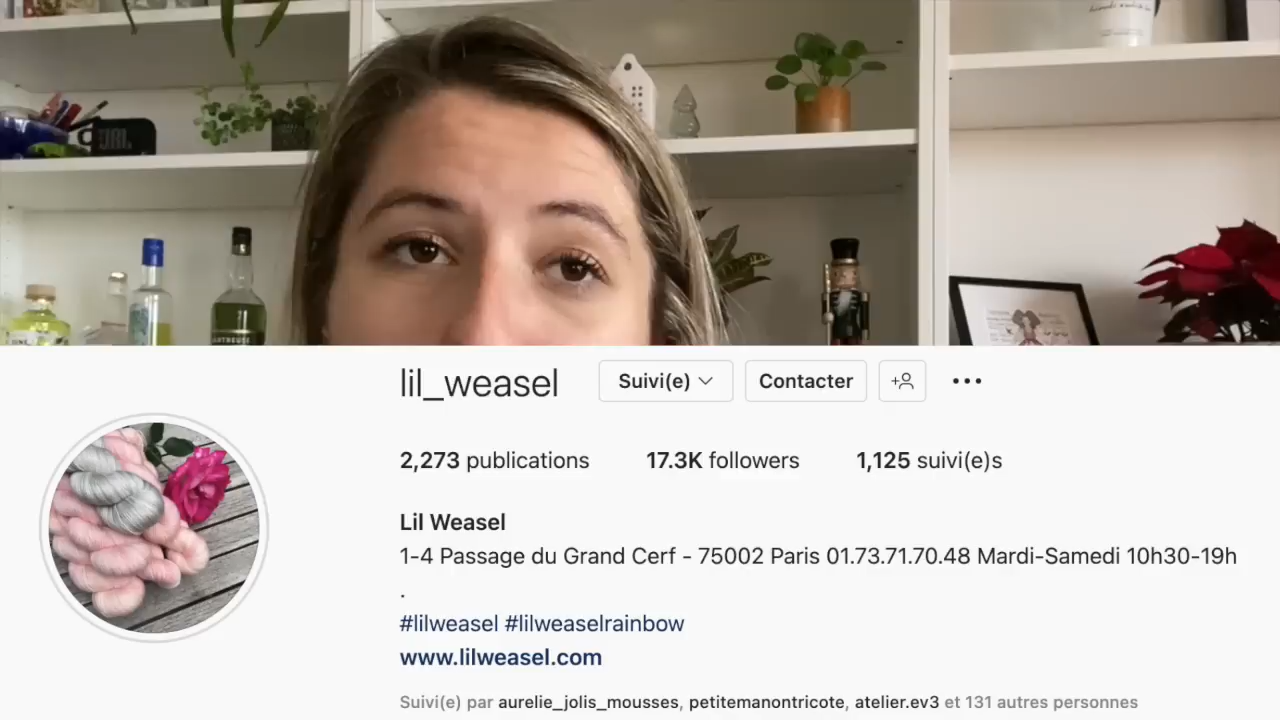 JBL
lil_weasel
Suivi(e)
Contacter
2,273 publications
17.3K followers
1,125 suivi(e)s
Lil Weasel
1-4 Passage du Grand Cerf - 75002 Paris 01.73.71.70.48 Mardi-Samedi 10h30-19h
.
#lilweasel #lilweaselrainbow
www.lilweasel.com
Suivi(e) par aurelie_jolis_mousses, petitemanontricote, atelier.ev3 et 131 autres personnes